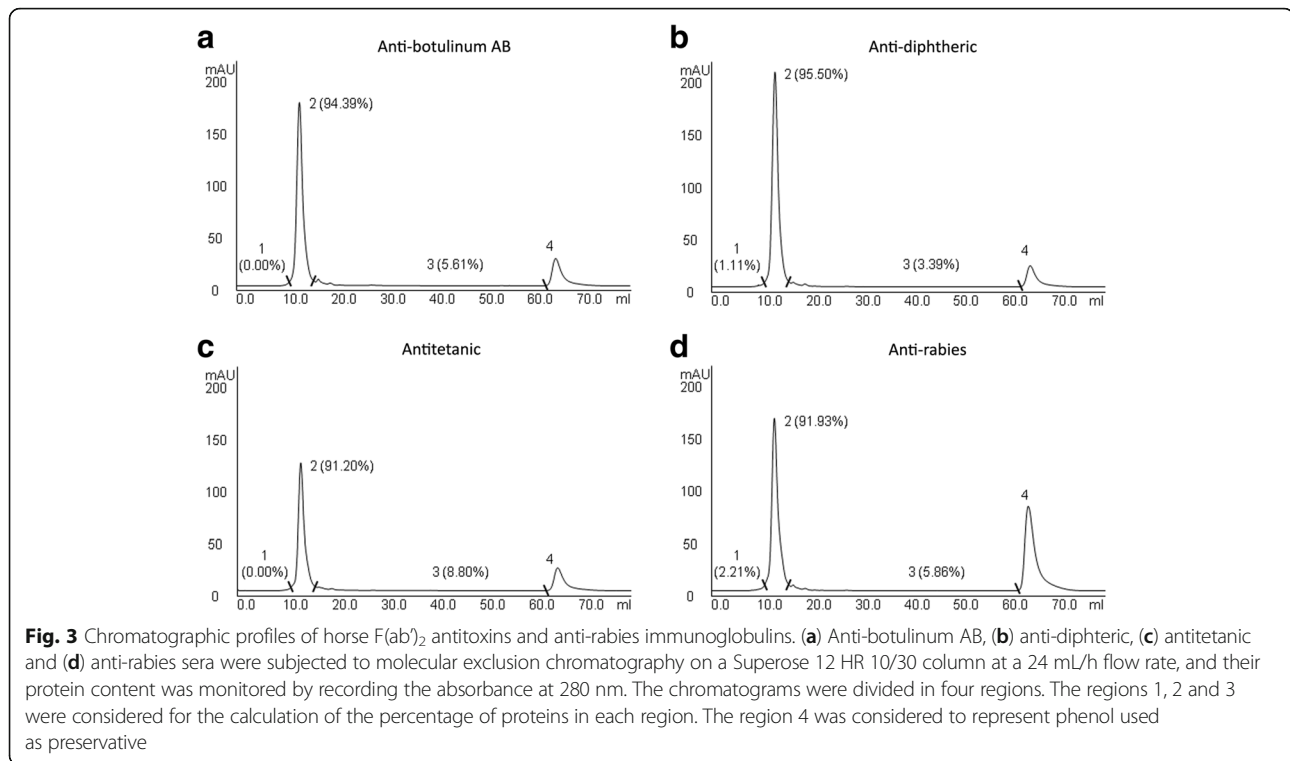 a
Anti-botulinum AB
mAU
200
150
100
50
0
2 (94.39%)
1
(0.00%)
3 (5.61%)
4
0.0 10.0 20.0 30.0 40.0 50.0 60.0 70.0 ml
b
Anti-diphtheric
mAU
200
150
100
50
0
2 (95.50%)
1
(1.11%)
3 (3.39%)
4
0.0 10.0 20.0 30.0 40.0 50.0 60.0 70.0 ml
c
Antitetanic
mAU
200
150
100
50
0
2 (91.20%)
1
(0.00%)
3 (8.80%)
4
0.0 10.0 20.0 30.0 40.0 50.0 60.0 70.0 ml
d
Anti-rabies
mAU
200
150
100
50
0
2 (91.93%)
1
(2.21%)
3 (5.86%)
4
0.0 10.0 20.0 30.0 40.0 50.0 60.0 70.0 ml
Fig. 3 Chromatographic profiles of horse F(ab')₂ antitoxins and anti-rabies immunoglobulins. (a) Anti-botulinum AB, (b) anti-diphteric, (c) antitetanic
and (d) anti-rabies sera were subjected to molecular exclusion chromatography on a Superose 12 HR 10/30 column at a 24 mL/h flow rate, and their
protein content was monitored by recording the absorbance at 280 nm. The chromatograms were divided in four regions. The regions 1, 2 and 3
were considered for the calculation of the percentage of proteins in each region. The region 4 was considered to represent phenol used
as preservative